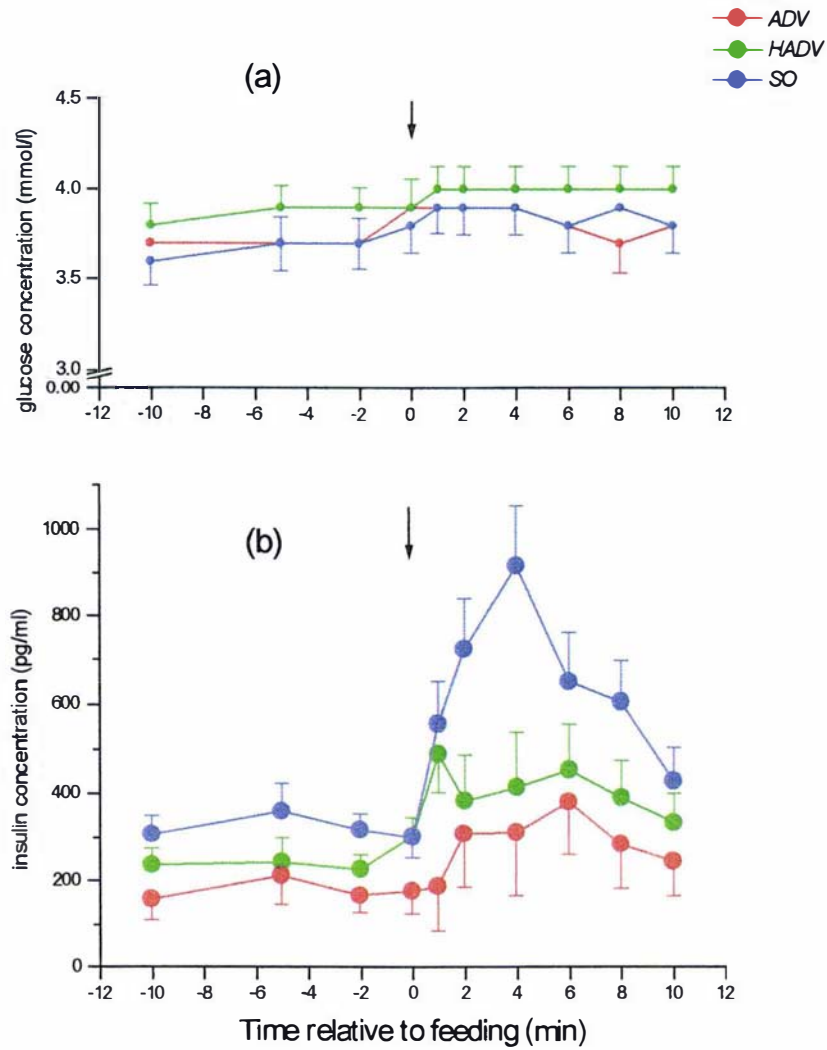 ADV
HADV
SO
(a)
glucose concentration (mmol/l)
4.5
4.0
3.5
3.0
0.00
-12 -10 -8 -6 -4 -2 0 2 4 6 8 10 12
(b)
insulin concentration (pg/ml)
1000
800
600
400
200
0
-12 -10 -8 -6 -4 -2 0 2 4 6 8 10 12
Time relative to feeding (min)